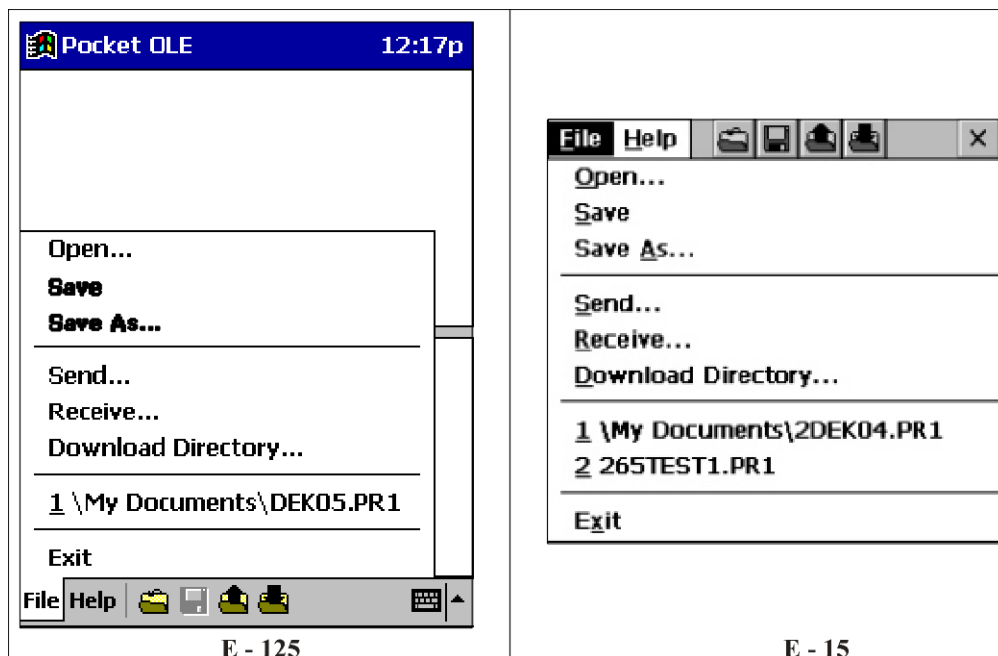 Pocket OLE 12:17p
Open...
Save
Save As...
Send...
Receive...
Download Directory...
1 \My Documents\DEK05.PR1
Exit
File Help
E - 125
File Help
Open...
Save
Save As...
Send...
Receive...
Download Directory...
1 \My Documents\2DEK04.PR1
2 265TEST1.PR1
Exit
E - 15